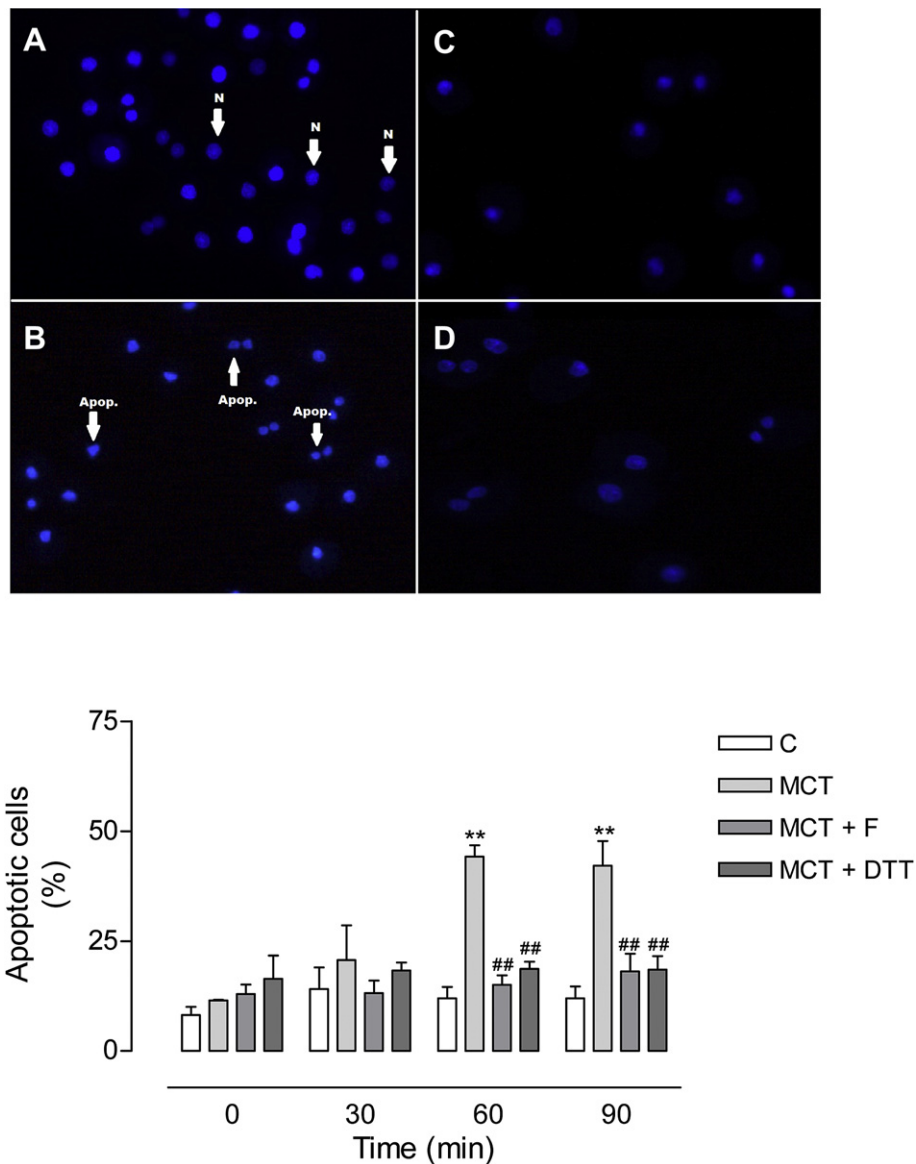 A
N
N
N
C
B
Apop.
Apop.
Apop.
D
Apoptotic cells
(%)
75
50
25
0
**
**
##
##
##
##
C
MCT
MCT + F
MCT + DTT
0 30 60 90
Time (min)